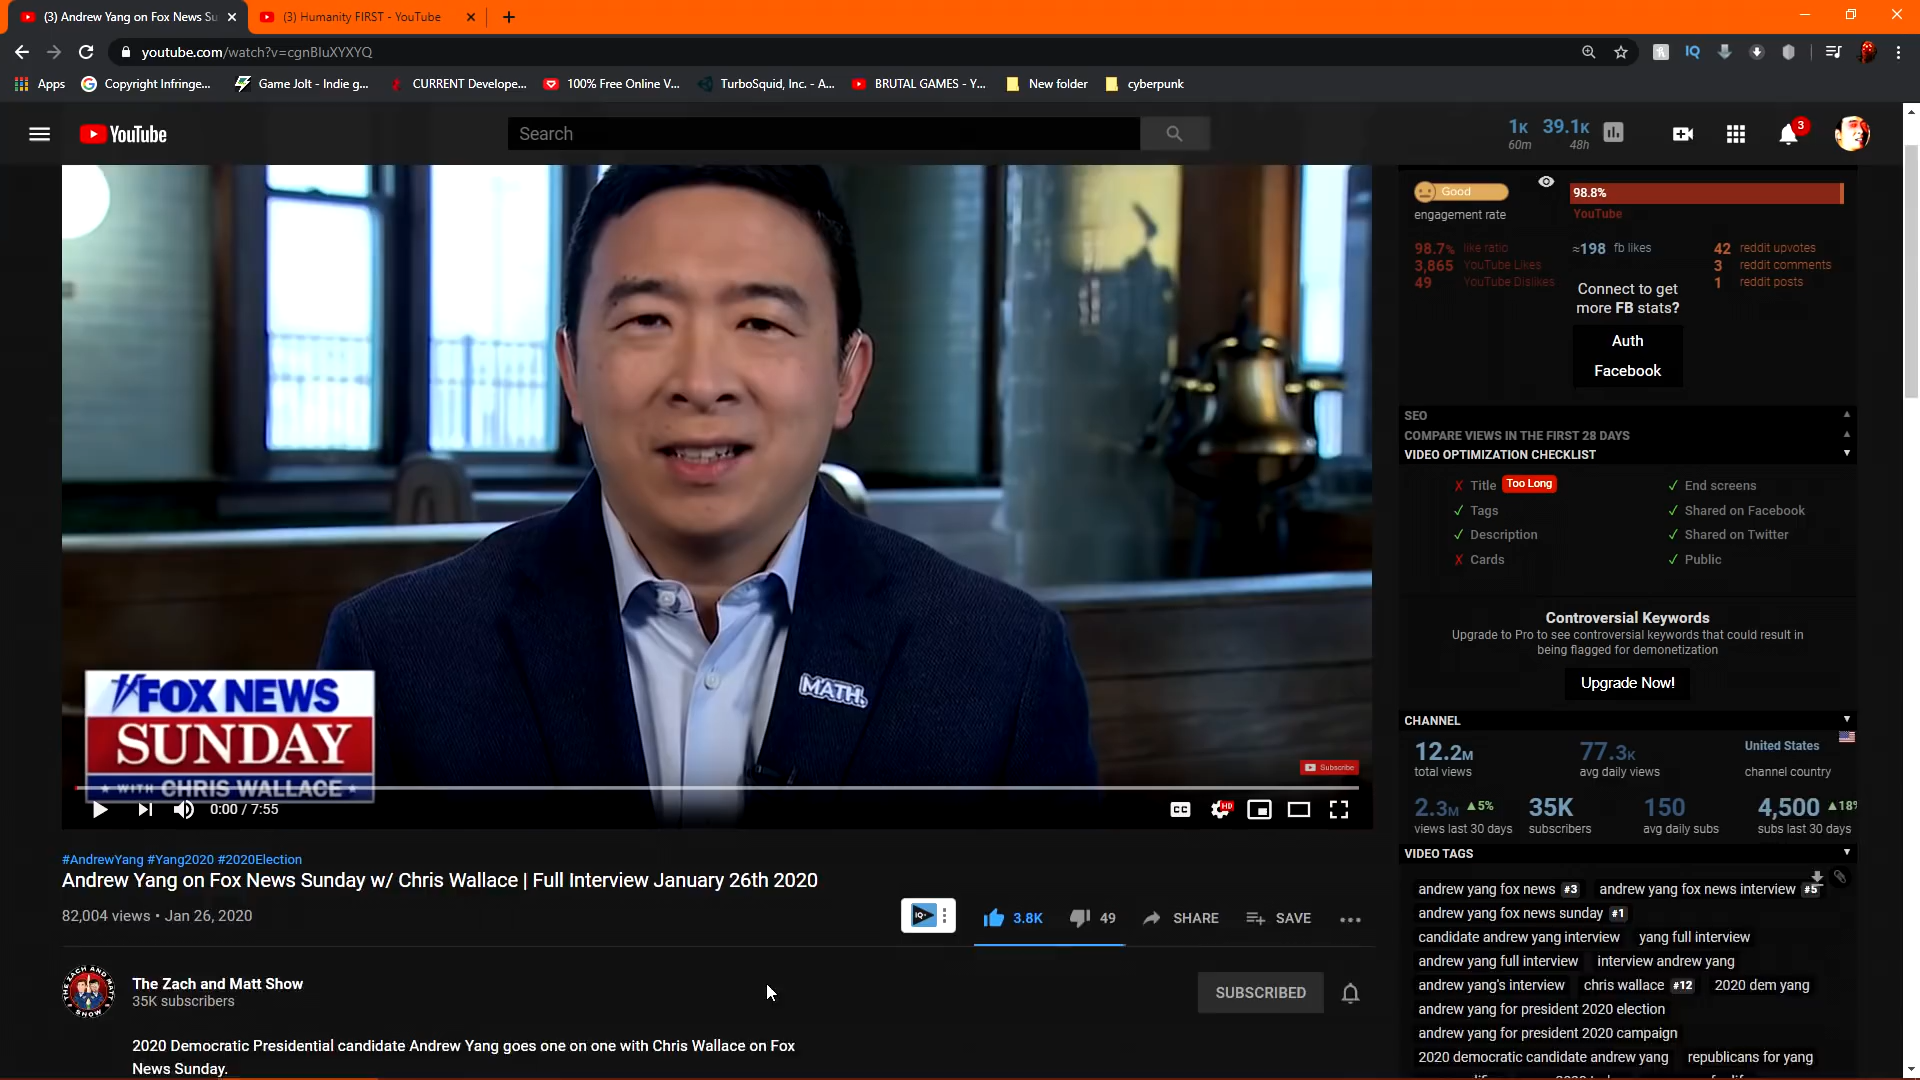 (3) Andrew Yang on Fox News Su
(3) Humanity FIRST - YouTube
youtube.com/watch?v=cgnBIuXYXYQ
Apps
Copyright Infringe...
Game Jolt - Indie g...
CURRENT Develope...
100% Free Online V...
TurboSquid, Inc. - A...
BRUTAL GAMES - Y...
New folder
cyberpunk
YouTube
Search
1K 39.1K
60m 48h
3
Good
engagement rate
98.8%
YouTube
98.7% like ratio
3,865 YouTube Likes
49 YouTube Dislikes
≈198 fb likes
42 reddit upvotes
3 reddit comments
1 reddit posts
Connect to get
more FB stats?
Auth
Facebook
SEO
COMPARE VIEWS IN THE FIRST 28 DAYS
VIDEO OPTIMIZATION CHECKLIST
✗ Title Too Long
✓ End screens
✓ Tags
✓ Shared on Facebook
✓ Description
✓ Shared on Twitter
✗ Cards
✓ Public
Controversial Keywords
Upgrade to Pro to see controversial keywords that could result in
being flagged for demonetization
Upgrade Now!
CHANNEL
12.2M
total views
77.3K
avg daily views
United States
channel country
2.3M ▲5%
views last 30 days
35K
subscribers
150
avg daily subs
4,500 ▲18%
subs last 30 days
VIDEO TAGS
andrew yang fox news #3 andrew yang fox news interview #5
andrew yang fox news sunday #1
candidate andrew yang interview yang full interview
andrew yang full interview interview andrew yang
andrew yang's interview chris wallace #12 2020 dem yang
andrew yang for president 2020 election
andrew yang for president 2020 campaign
2020 democratic candidate andrew yang republicans for yang
MATH.
FOX NEWS
SUNDAY
WITH CHRIS WALLACE
Subscribe
0:00 / 7:55
CC
HD
#AndrewYang #Yang2020 #2020Election
Andrew Yang on Fox News Sunday w/ Chris Wallace | Full Interview January 26th 2020
82,004 views • Jan 26, 2020
IQ
3.8K
49
SHARE
SAVE
THE ZACH AND MATT SHOW
The Zach and Matt Show
35K subscribers
SUBSCRIBED
2020 Democratic Presidential candidate Andrew Yang goes one on one with Chris Wallace on Fox
News Sunday.